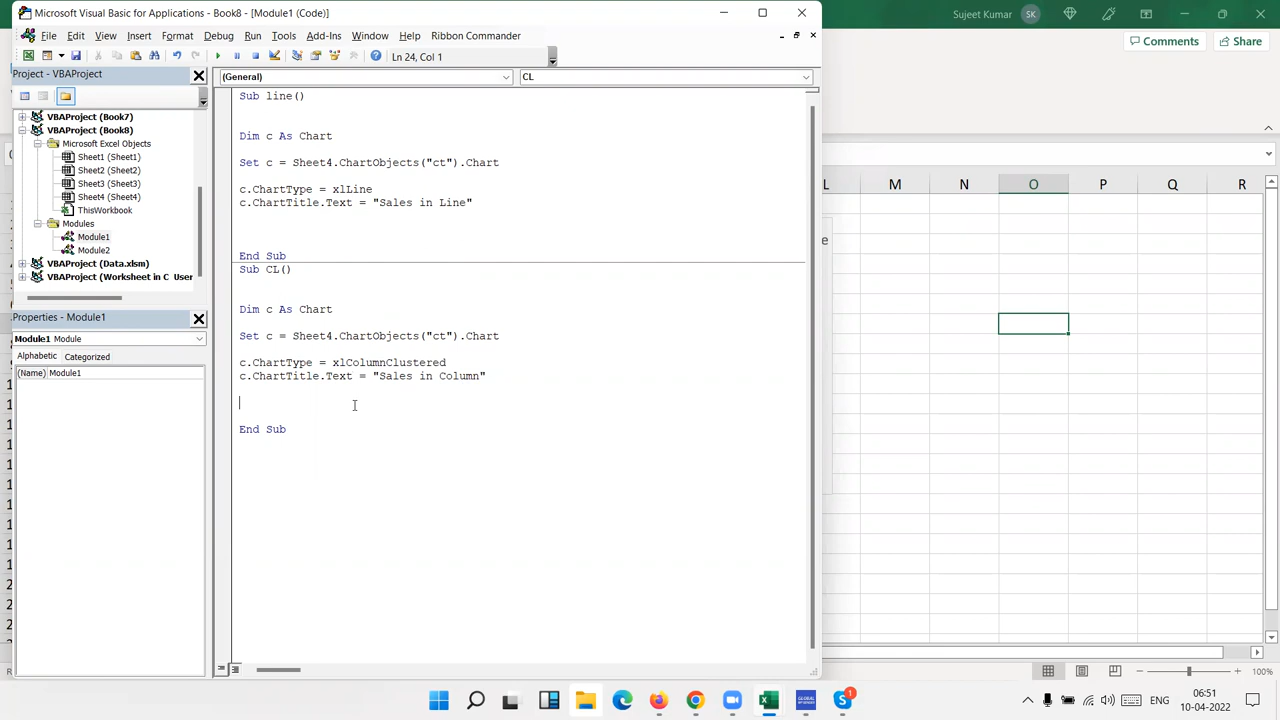 Microsoft Visual Basic for Applications - Book8 - [Module1 (Code)]
Sujeet Kumar SK
File Edit View Insert Format Debug Run Tools Add-Ins Window Help Ribbon Commander
Comments Share
Ln 24, Col 1
Project - VBAProject
(General) CL
VBAProject (Book7)
VBAProject (Book8)
Microsoft Excel Objects
Sheet1 (Sheet1)
Sheet2 (Sheet2)
Sheet3 (Sheet3)
Sheet4 (Sheet4)
ThisWorkbook
Modules
Module1
Module2
VBAProject (Data.xlsm)
VBAProject (Worksheet in C User
Properties - Module1
Module1 Module
Alphabetic Categorized
(Name) Module1
Sub line()
Dim c As Chart
Set c = Sheet4.ChartObjects("ct").Chart
c.ChartType = xlLine
c.ChartTitle.Text = "Sales in Line"
End Sub
Sub CL()
Dim c As Chart
Set c = Sheet4.ChartObjects("ct").Chart
c.ChartType = xlColumnClustered
c.ChartTitle.Text = "Sales in Column"
End Sub
L M N O P Q R
e
100%
ENG
06:51
10-04-2022
1